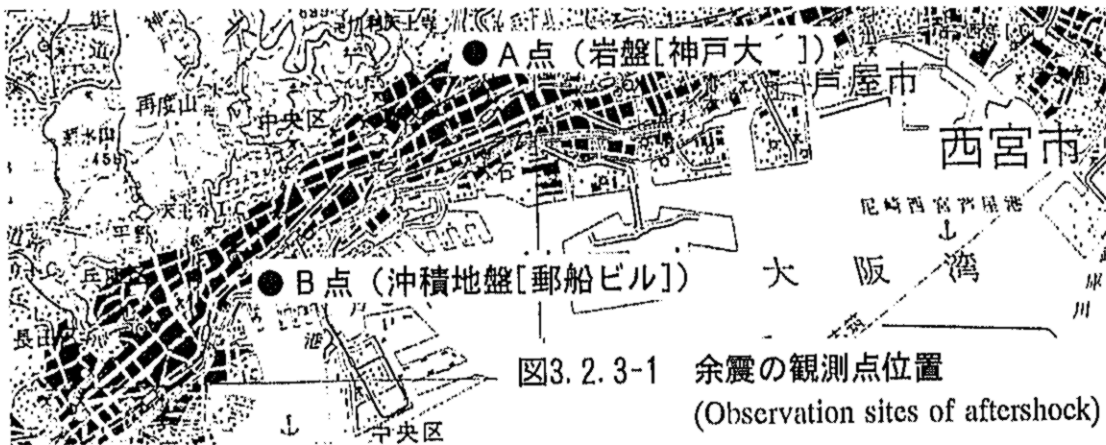 A点（岩盤[神戸大 ]）
芦屋市
再度山
中央区
西宮市
尼崎西宮芦屋港
B点（沖積地盤[郵船ビル]）
大阪湾
長田
港
図3.2.3-1 余震の観測点位置
(Observation sites of aftershock)
中央区